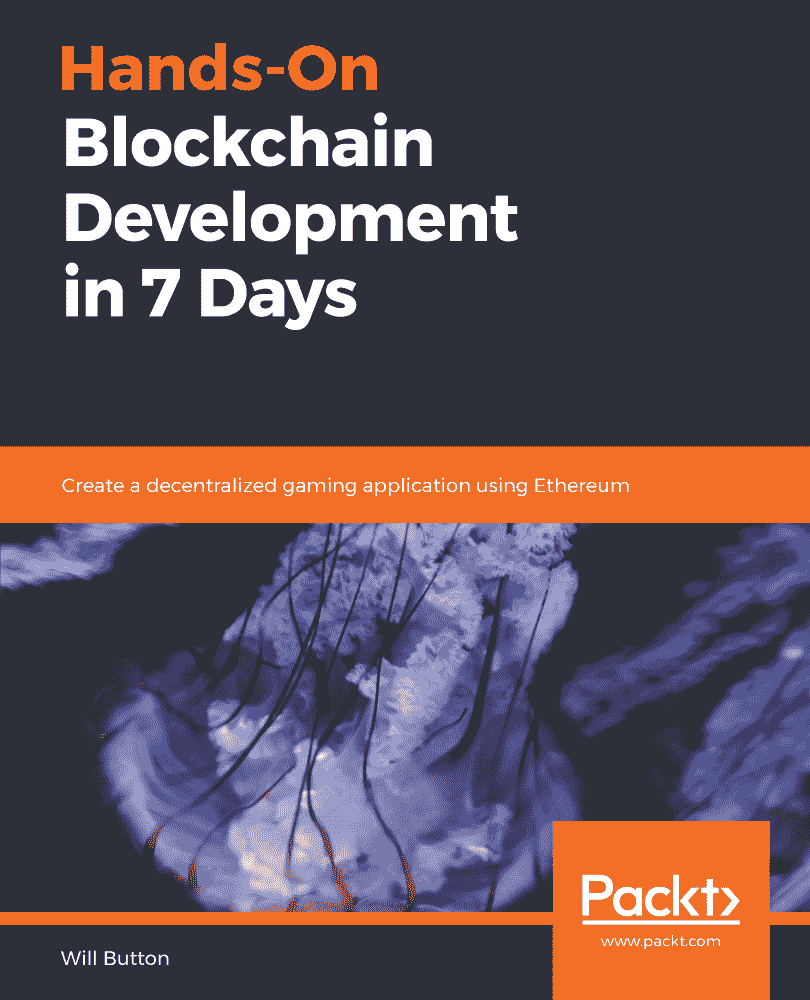 Hands-On
Blockchain
Development
in 7 Days
Create a decentralized gaming application using Ethereum
Packt>
www.packt.com
Will Button